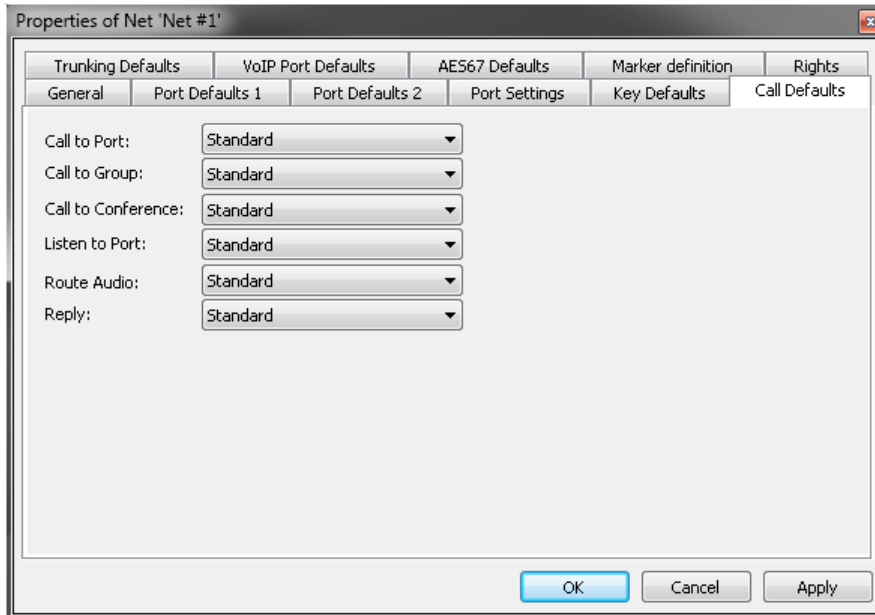 Properties of Net 'Net #1'
Trunking Defaults VoIP Port Defaults AES67 Defaults Marker definition Rights
General Port Defaults 1 Port Defaults 2 Port Settings Key Defaults Call Defaults
Call to Port: Standard
Call to Group: Standard
Call to Conference: Standard
Listen to Port: Standard
Route Audio: Standard
Reply: Standard
OK Cancel Apply